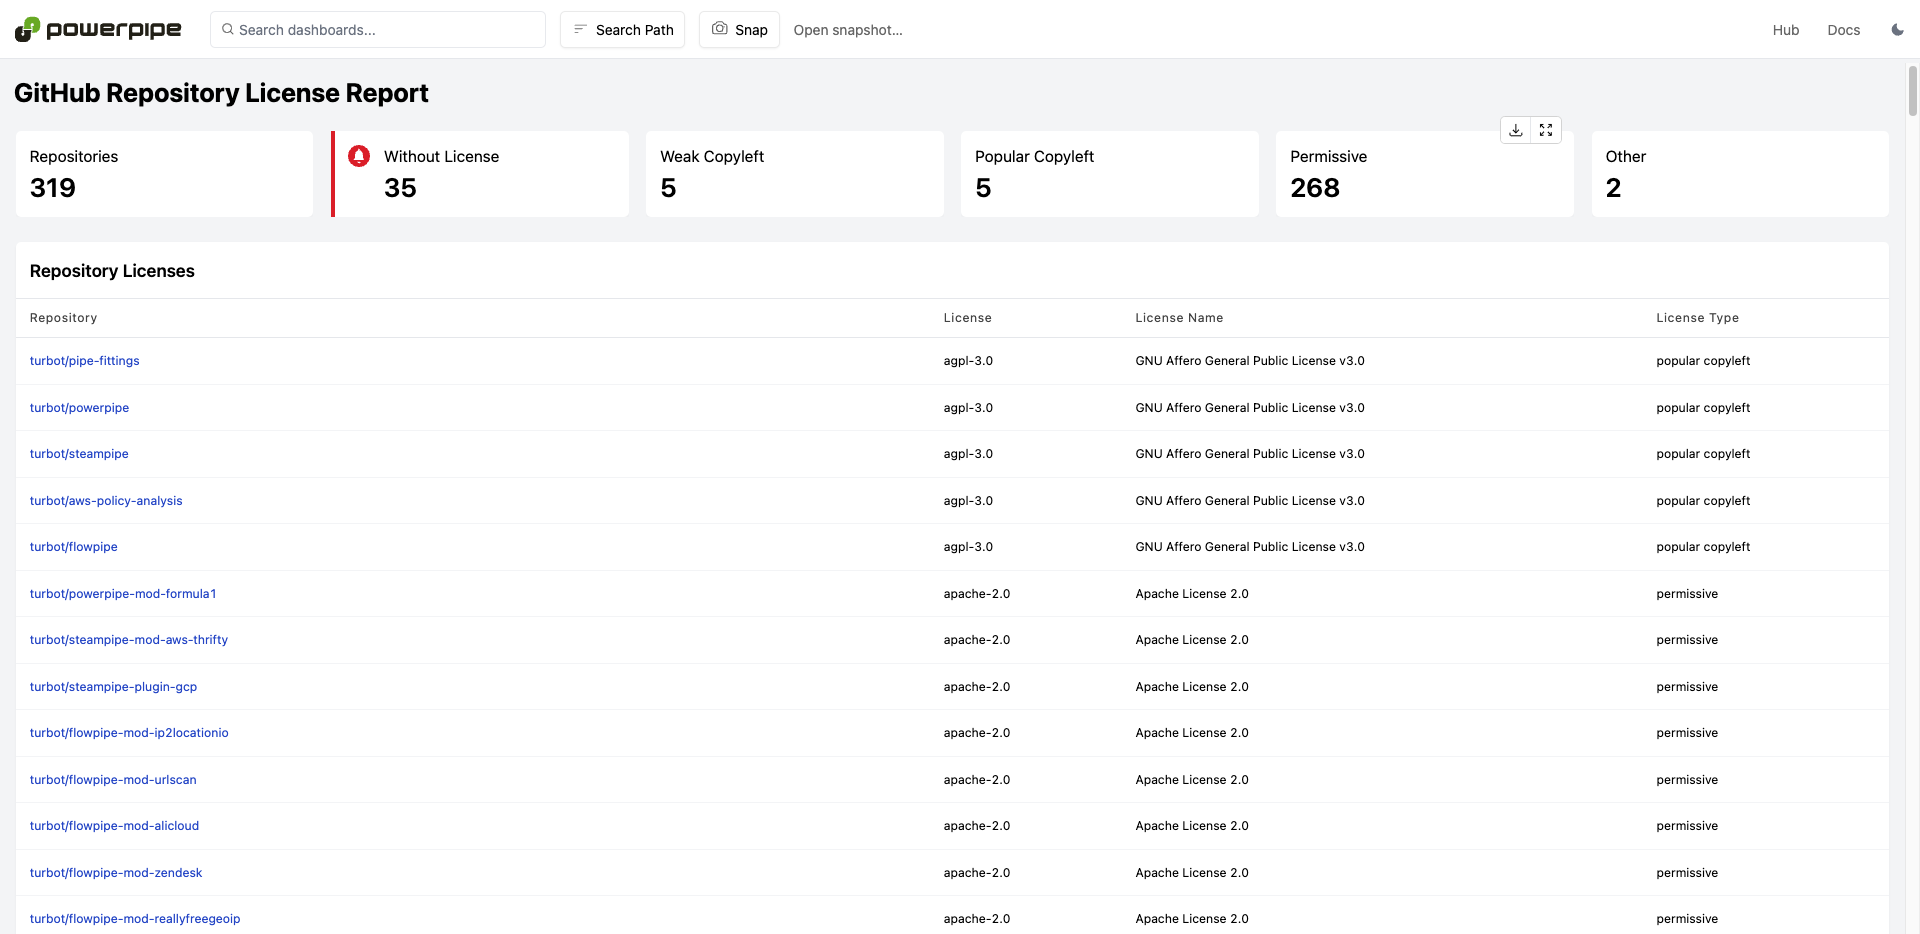 powerpipe
Search dashboards...
Search Path
Snap
Open snapshot...
Hub
Docs
GitHub Repository License Report
Repositories
319
Without License
35
Weak Copyleft
5
Popular Copyleft
5
Permissive
268
Other
2
Repository Licenses
Repository License License Name License Type
turbot/pipe-fittings agpl-3.0 GNU Affero General Public License v3.0 popular copyleft
turbot/powerpipe agpl-3.0 GNU Affero General Public License v3.0 popular copyleft
turbot/steampipe agpl-3.0 GNU Affero General Public License v3.0 popular copyleft
turbot/aws-policy-analysis agpl-3.0 GNU Affero General Public License v3.0 popular copyleft
turbot/flowpipe agpl-3.0 GNU Affero General Public License v3.0 popular copyleft
turbot/powerpipe-mod-formula1 apache-2.0 Apache License 2.0 permissive
turbot/steampipe-mod-aws-thrifty apache-2.0 Apache License 2.0 permissive
turbot/steampipe-plugin-gcp apache-2.0 Apache License 2.0 permissive
turbot/flowpipe-mod-ip2locationio apache-2.0 Apache License 2.0 permissive
turbot/flowpipe-mod-urlscan apache-2.0 Apache License 2.0 permissive
turbot/flowpipe-mod-alicloud apache-2.0 Apache License 2.0 permissive
turbot/flowpipe-mod-zendesk apache-2.0 Apache License 2.0 permissive
turbot/flowpipe-mod-reallyfreegeoip apache-2.0 Apache License 2.0 permissive